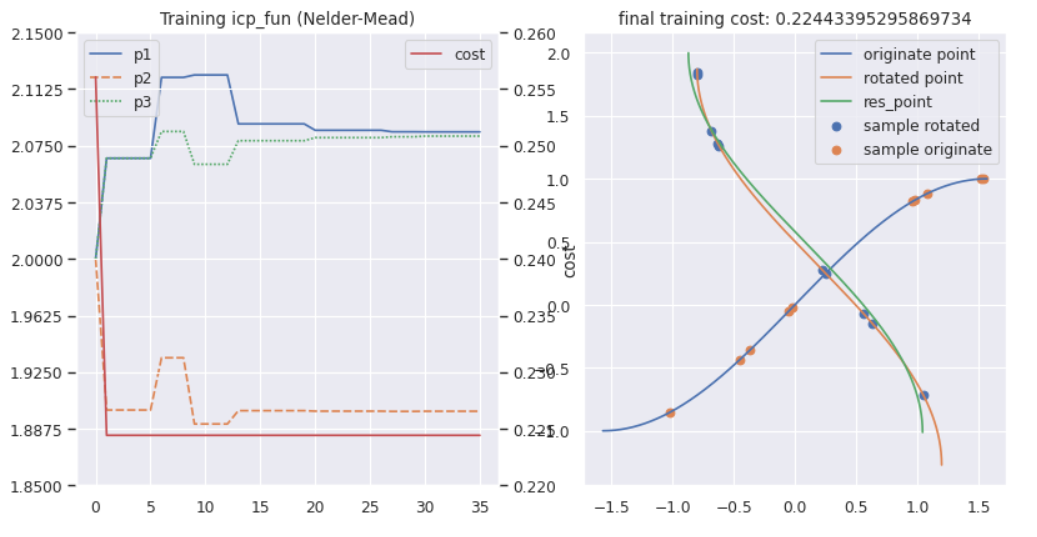 Training icp_fun (Nelder-Mead)
2.1500
2.1125
2.0750
2.0375
2.0000
1.9625
1.9250
1.8875
1.8500
p1
p2
p3
cost
0.260
0.255
0.250
0.245
0.240
0.235
0.230
0.225
0.220
cost
0 5 10 15 20 25 30 35
final training cost: 0.22443395295869734
2.0
1.5
1.0
0.5
0.0
−0.5
−1.0
originate point
rotated point
res_point
sample rotated
sample originate
−1.5 −1.0 −0.5 0.0 0.5 1.0 1.5